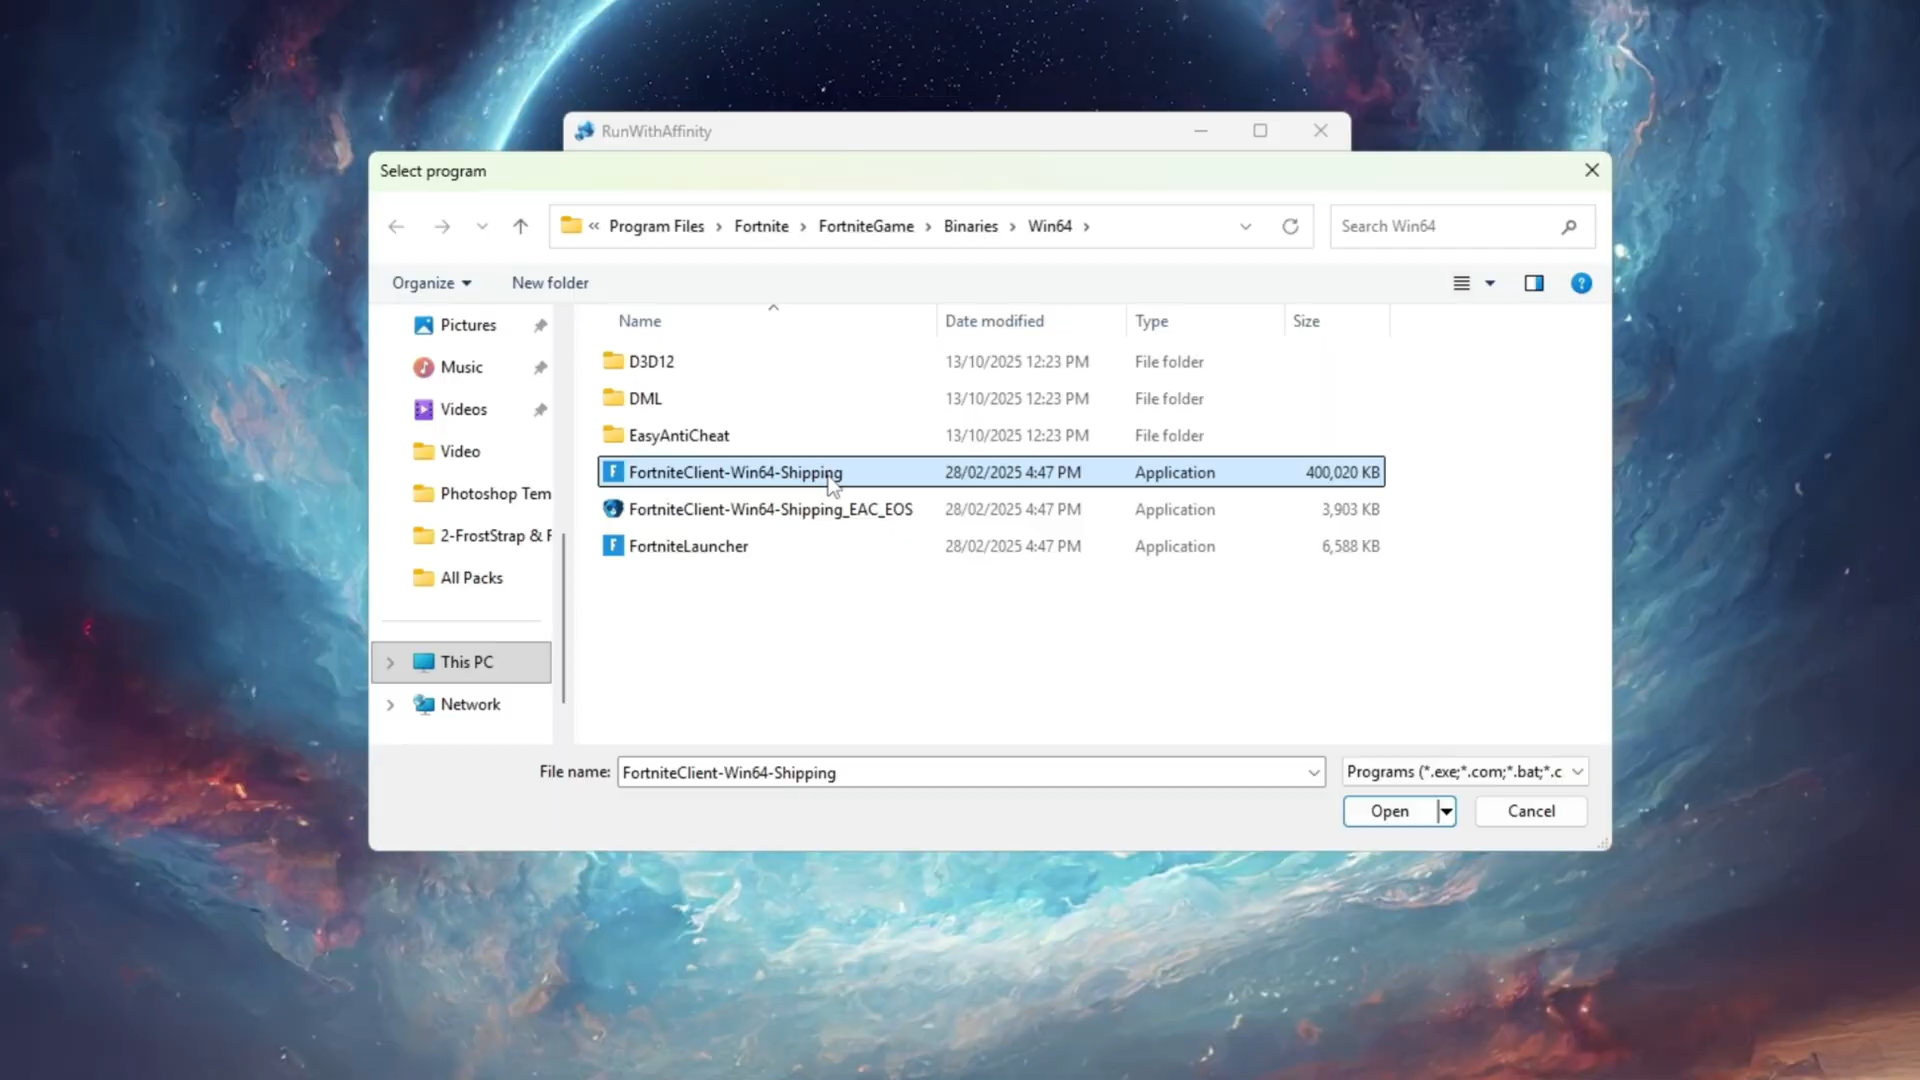 RunWithAffinity
Select program
« Program Files › Fortnite › FortniteGame › Binaries › Win64 ›
Search Win64
Organize
New folder
Name Date modified Type Size
Pictures
Music
Videos
Video
Photoshop Tem
2-FrostStrap & F
All Packs
This PC
Network
D3D12 13/10/2025 12:23 PM File folder
DML 13/10/2025 12:23 PM File folder
EasyAntiCheat 13/10/2025 12:23 PM File folder
FortniteClient-Win64-Shipping 28/02/2025 4:47 PM Application 400,020 KB
FortniteClient-Win64-Shipping_EAC_EOS 28/02/2025 4:47 PM Application 3,903 KB
FortniteLauncher 28/02/2025 4:47 PM Application 6,588 KB
File name: FortniteClient-Win64-Shipping
Programs (*.exe;*.com;*.bat;*.c
Open
Cancel